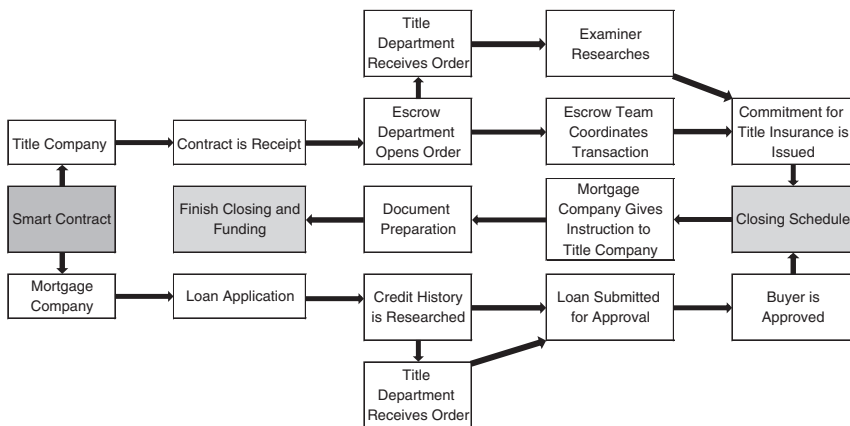 Title
Department
Receives Order
Examiner
Researches
Title Company
Contract is Receipt
Escrow
Department
Opens Order
Escrow Team
Coordinates
Transaction
Commitment for
Title Insurance is
Issued
Smart Contract
Finish Closing and
Funding
Document
Preparation
Mortgage
Company Gives
Instruction to
Title Company
Closing Schedule
Mortgage
Company
Loan Application
Credit History
is Researched
Loan Submitted
for Approval
Buyer is
Approved
Title
Department
Receives Order